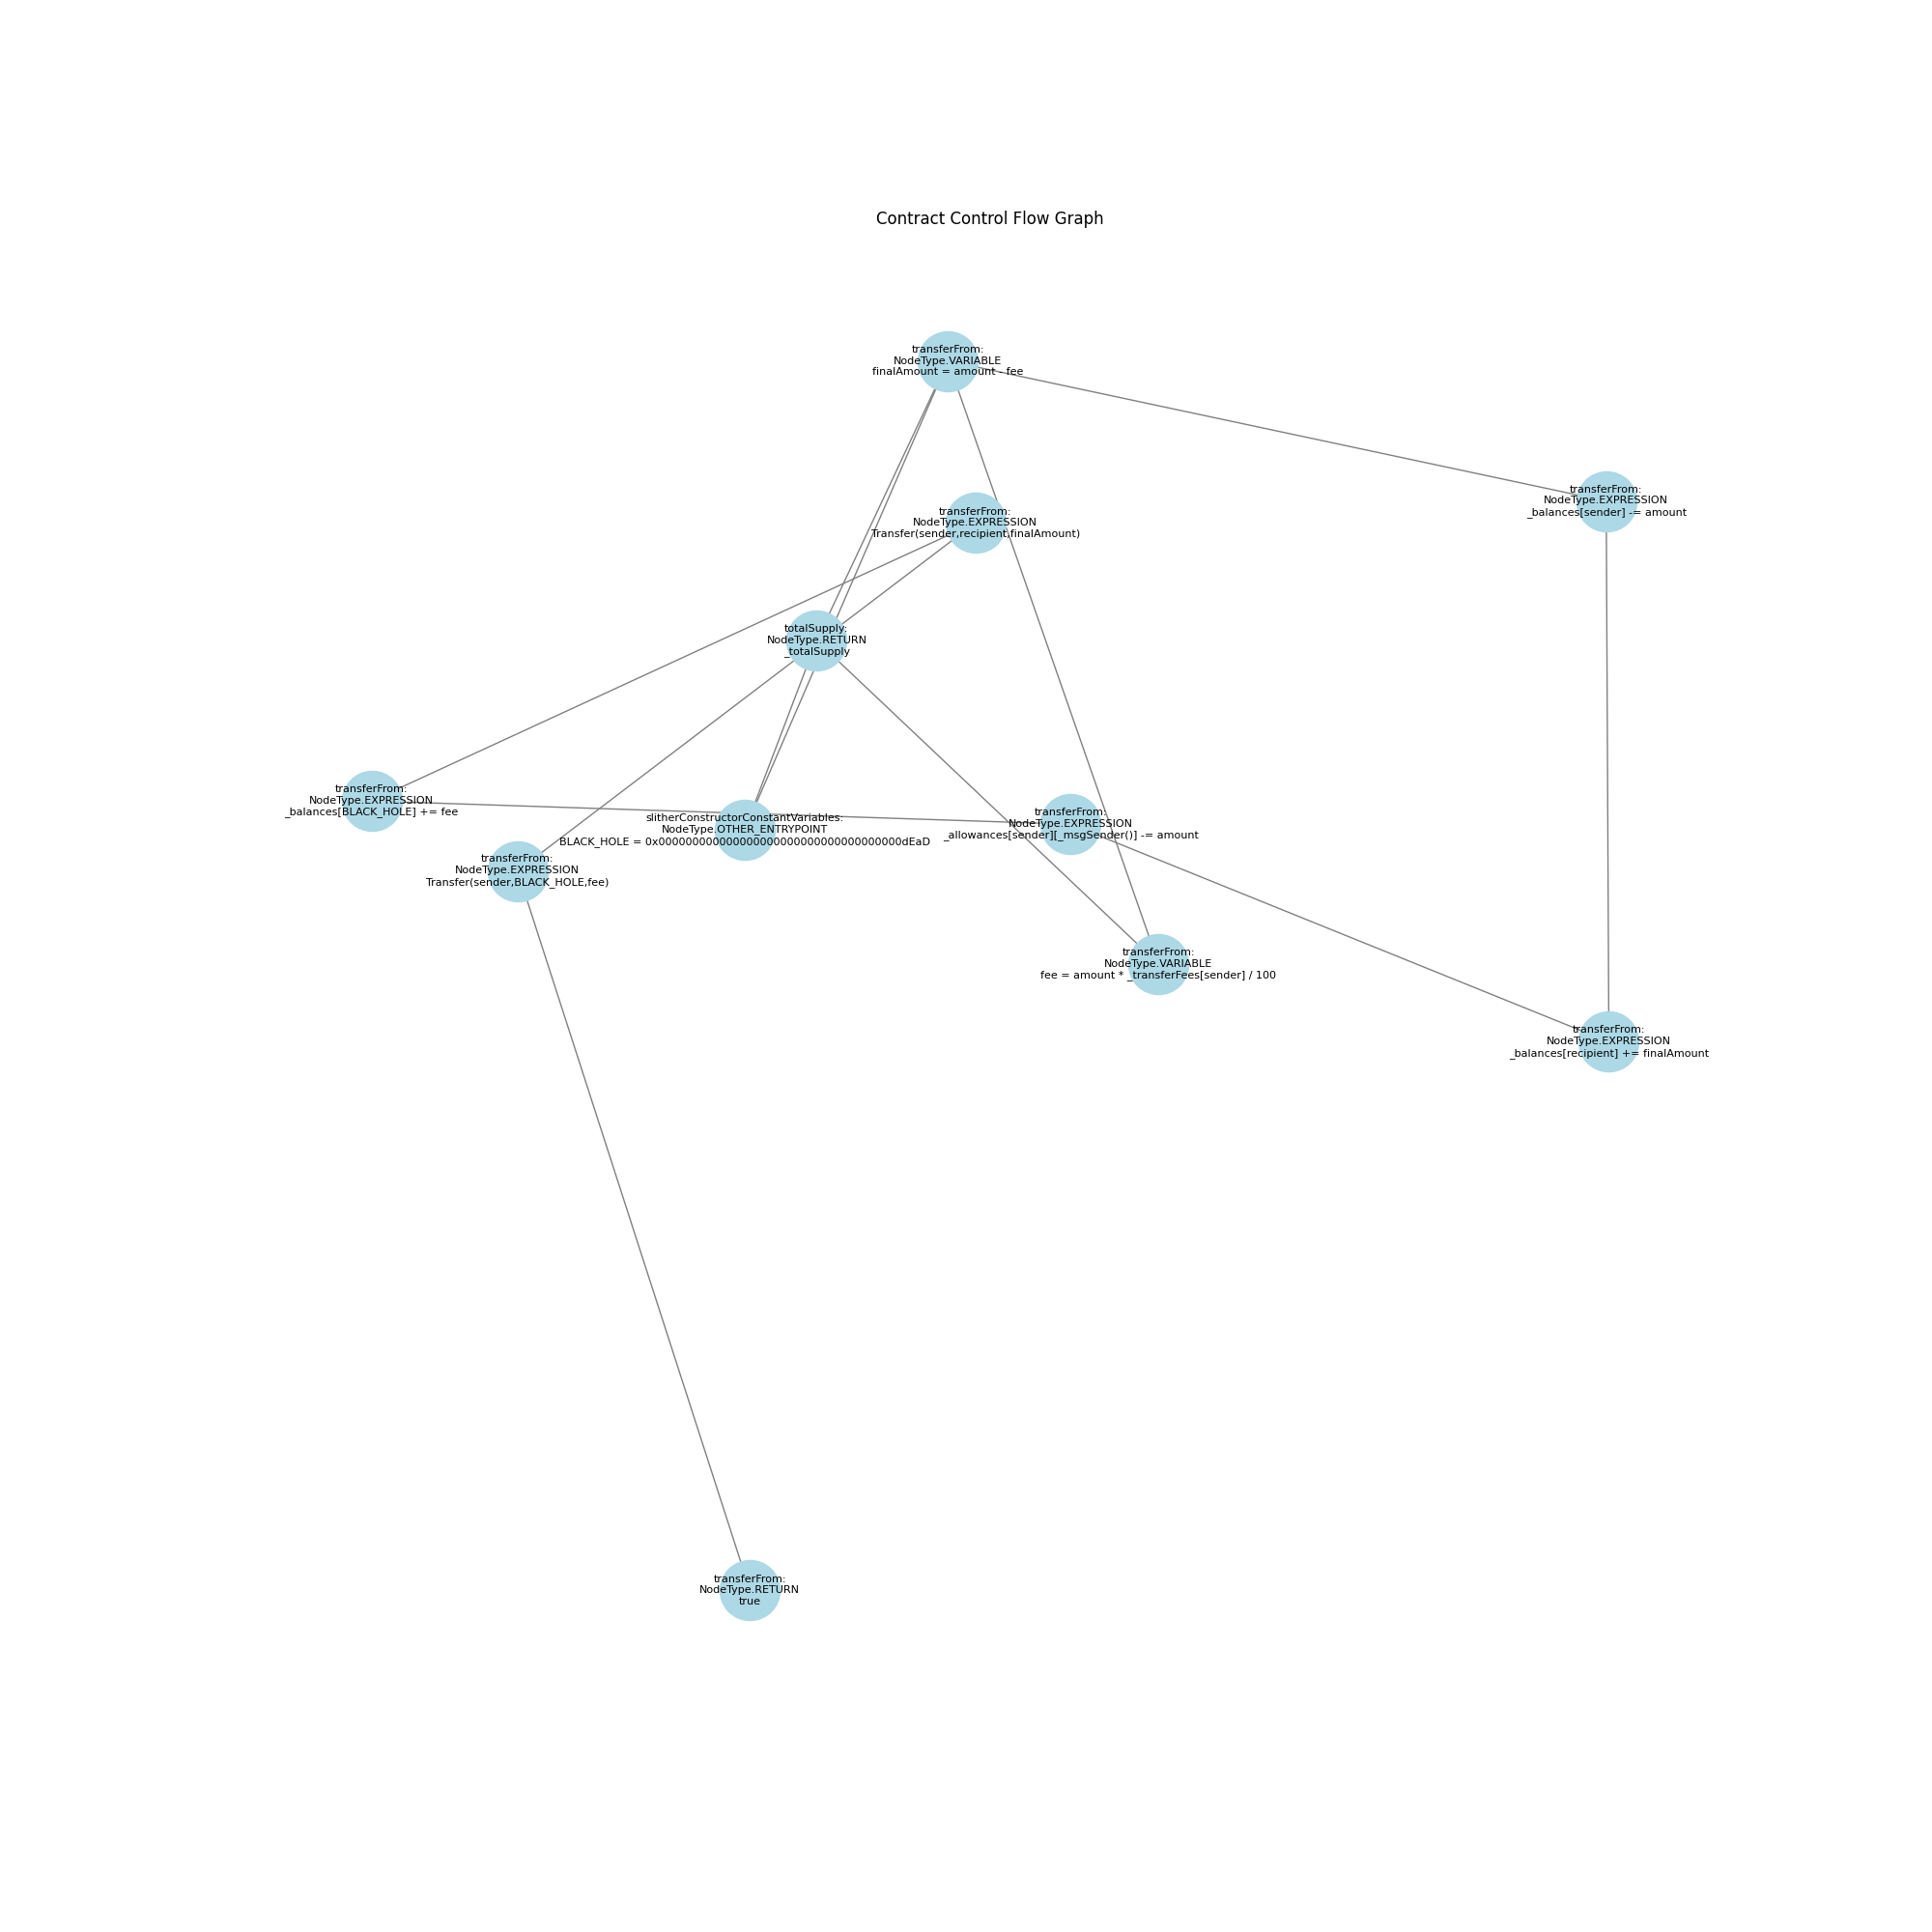 Contract Control Flow Graph
transferFrom:
NodeType.VARIABLE
finalAmount = amount - fee
transferFrom:
NodeType.EXPRESSION
_balances[sender] -= amount
transferFrom:
NodeType.EXPRESSION
Transfer(sender,recipient,finalAmount)
totalSupply:
NodeType.RETURN
_totalSupply
transferFrom:
NodeType.EXPRESSION
_balances[BLACK_HOLE] += fee
slitherConstructorConstantVariables:
NodeType.OTHER_ENTRYPOINT
BLACK_HOLE = 0x000000000000000000000000000000000000dEaD
transferFrom:
NodeType.EXPRESSION
_allowances[sender][_msgSender()] -= amount
transferFrom:
NodeType.EXPRESSION
Transfer(sender,BLACK_HOLE,fee)
transferFrom:
NodeType.VARIABLE
fee = amount * _transferFees[sender] / 100
transferFrom:
NodeType.EXPRESSION
_balances[recipient] += finalAmount
transferFrom:
NodeType.RETURN
true